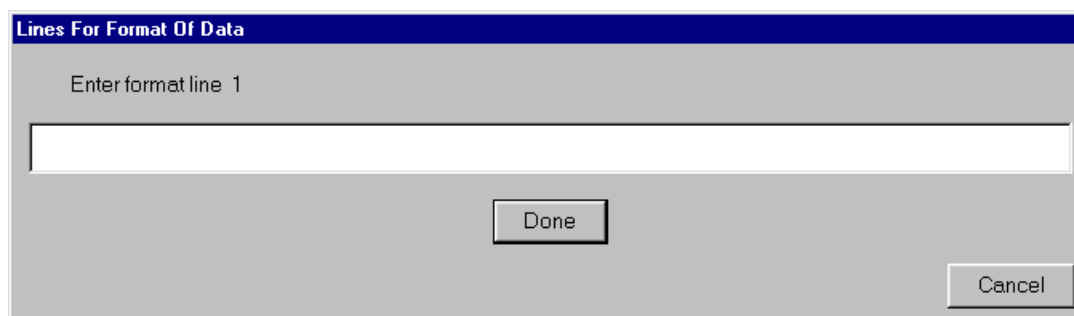 Lines For Format Of Data
Enter format line 1
Done
Cancel